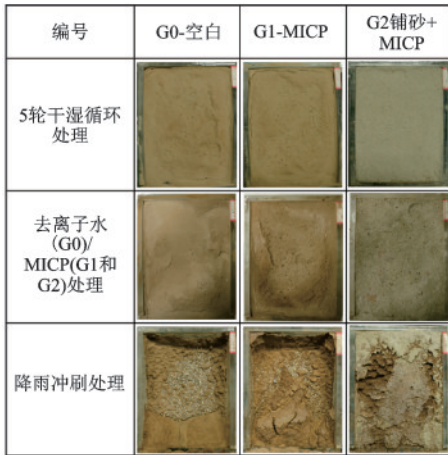 编号
G0-空白
G1-MICP
G2铺砂+
MICP
5轮干湿循环
处理
去离子水
(G0)/
MICP(G1和
G2)处理
降雨冲刷处理